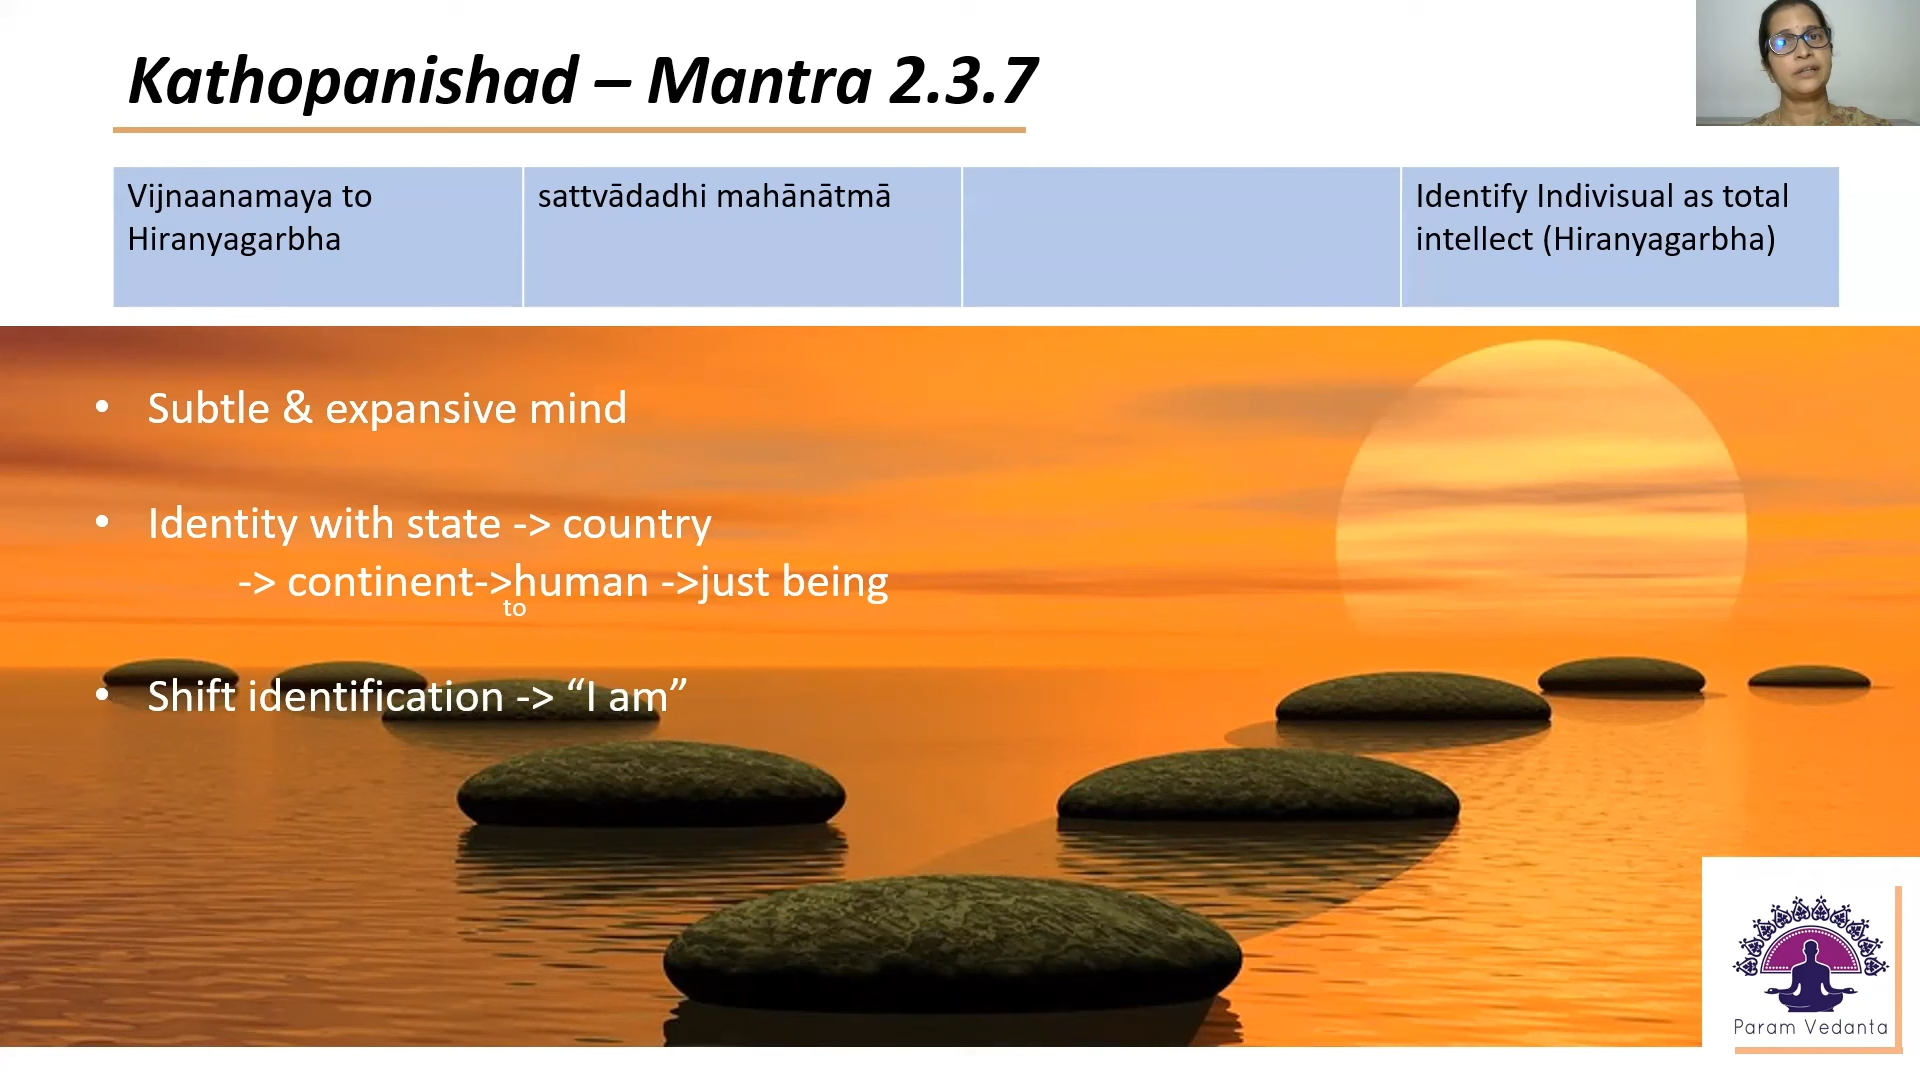 Kathopanishad – Mantra 2.3.7
Vijnaanamaya to
Hiranyagarbha
sattvādadhi mahānātmā
Identify Indivisual as total
intellect (Hiranyagarbha)
• Subtle & expansive mind
• Identity with state -> country
-> continent->human ->just being
to
• Shift identification -> “I am”
Param Vedanta